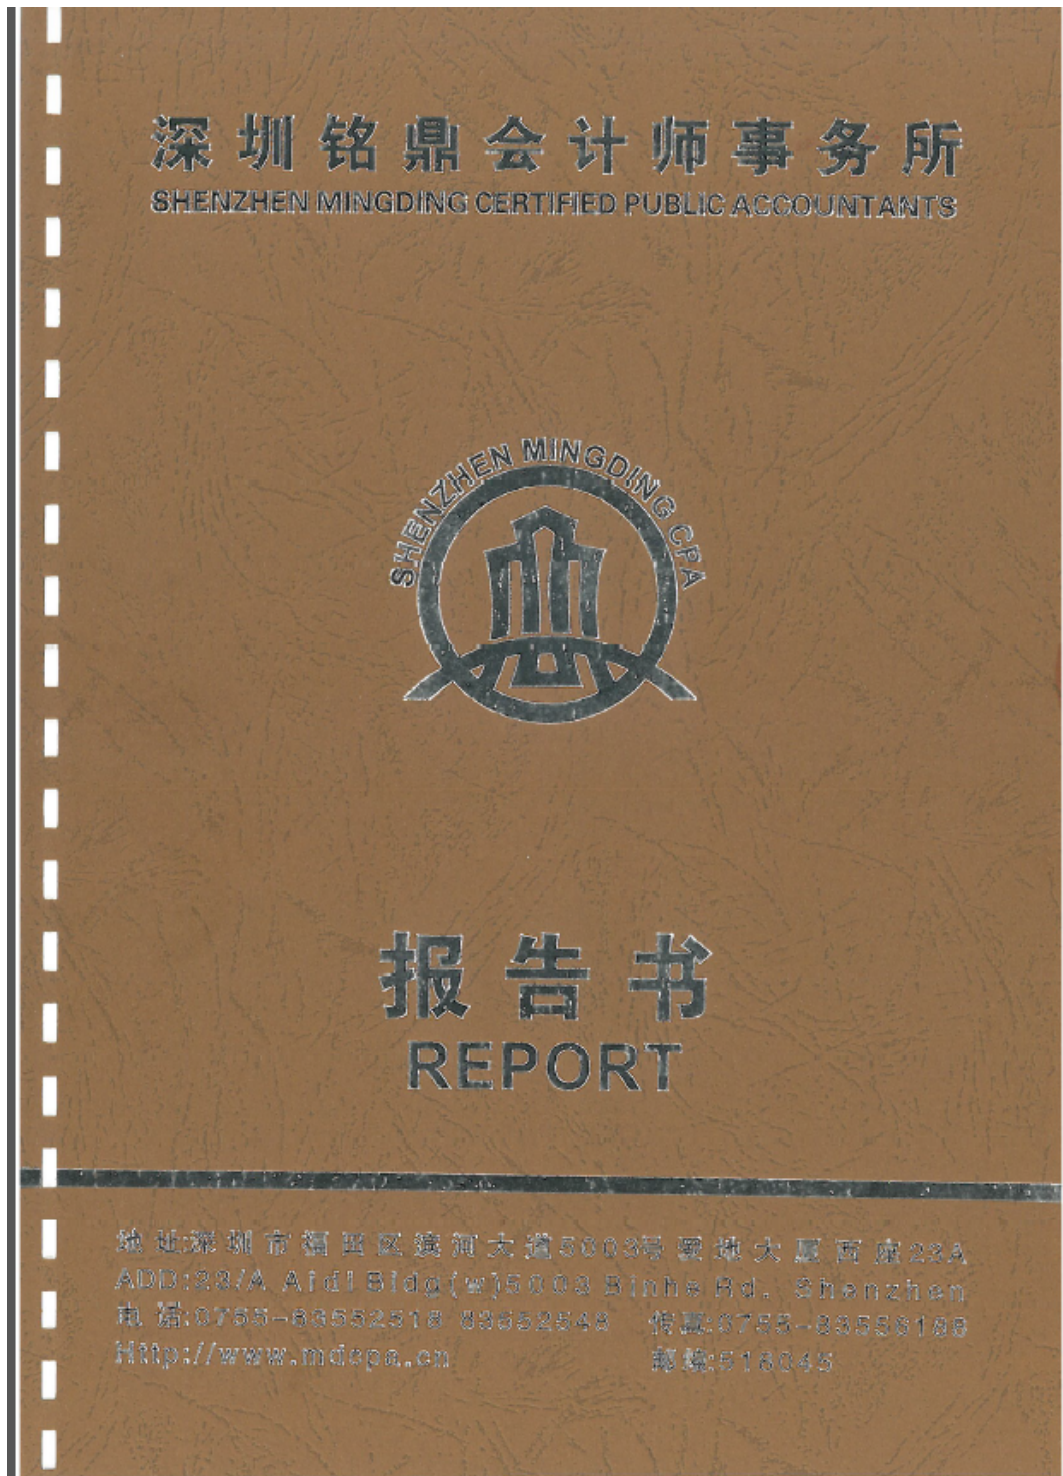 深圳铭鼎会计师事务所
SHENZHEN MINGDING CERTIFIED PUBLIC ACCOUNTANTS
SHENZHEN MINGDING CPA
报告书
REPORT
地址:深圳市福田区滨河大道5003号爱地大厦西座23A
ADD:23/A Aidi Bldg(w)5003 Binhe Rd. Shenzhen
电话:0755-83552518 83552548 传真:0755-83556188
Http://www.mdcpa.cn 邮编:518045